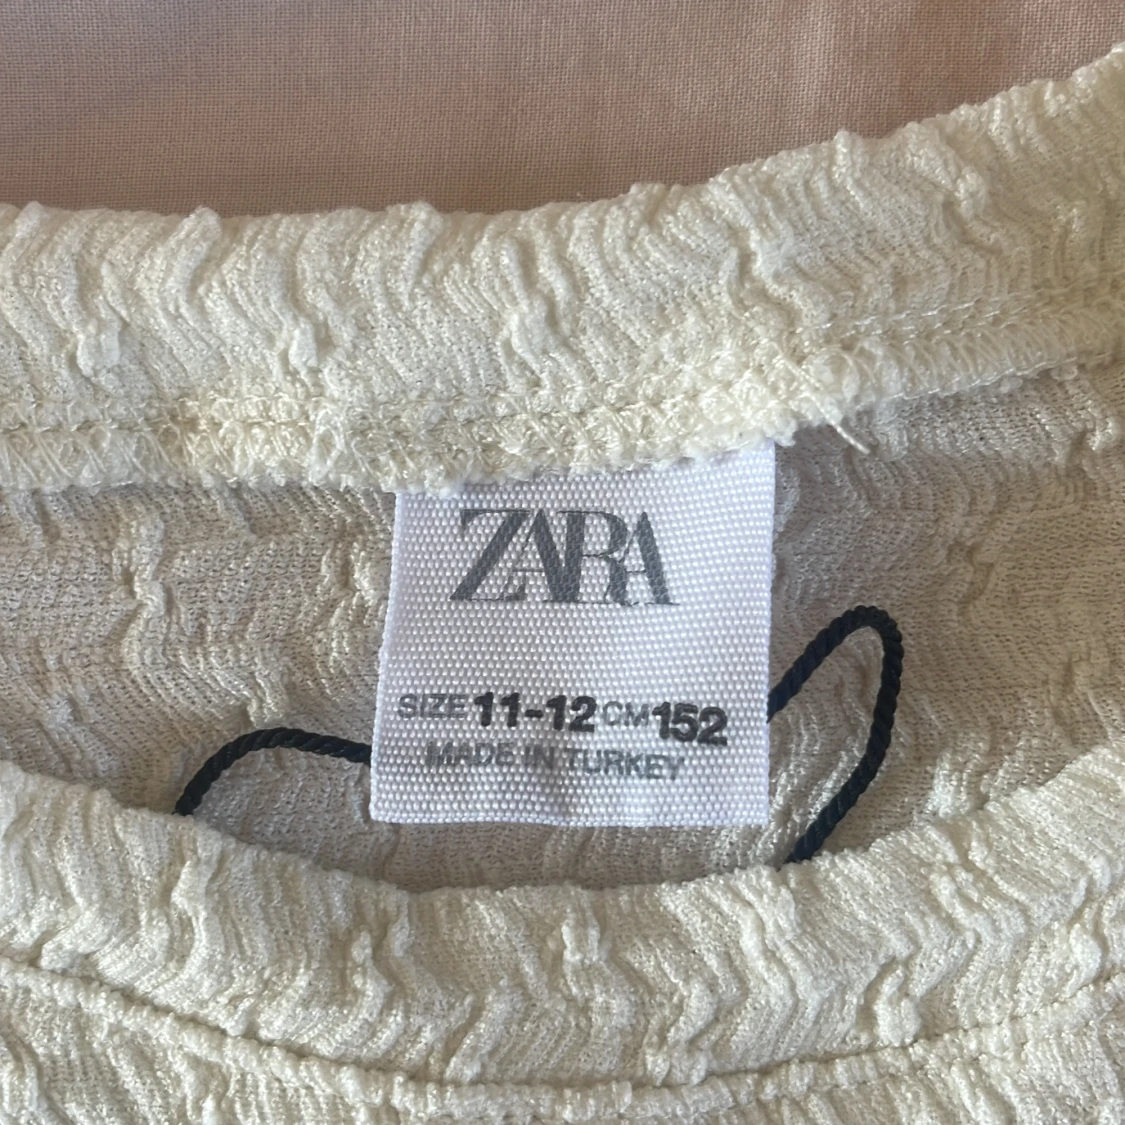 ZARA
SIZE 11-12 CM 152
MADE IN TURKEY